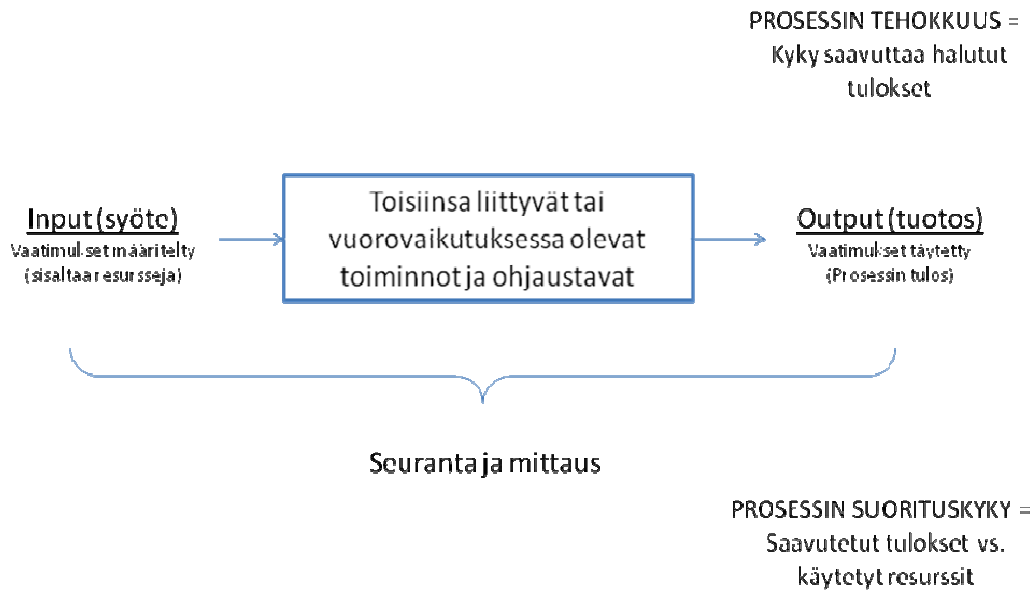 PROSESSIN TEHOKKUUS =
Kyky saavuttaa halutut
tulokset
Input (syöte)
Vaatimukset määritelty
(sisaltaa resursseja)
Toisiinsa liittyvät tai
vuorovaikutuksessa olevat
toiminnot ja ohjaustavat
Output (tuotos)
Vaatimukset täytetty
(Prosessin tulos)
Seuranta ja mittaus
PROSESSIN SUORITUSKYKY =
Saavutetut tulokset vs.
käytetyt resurssit